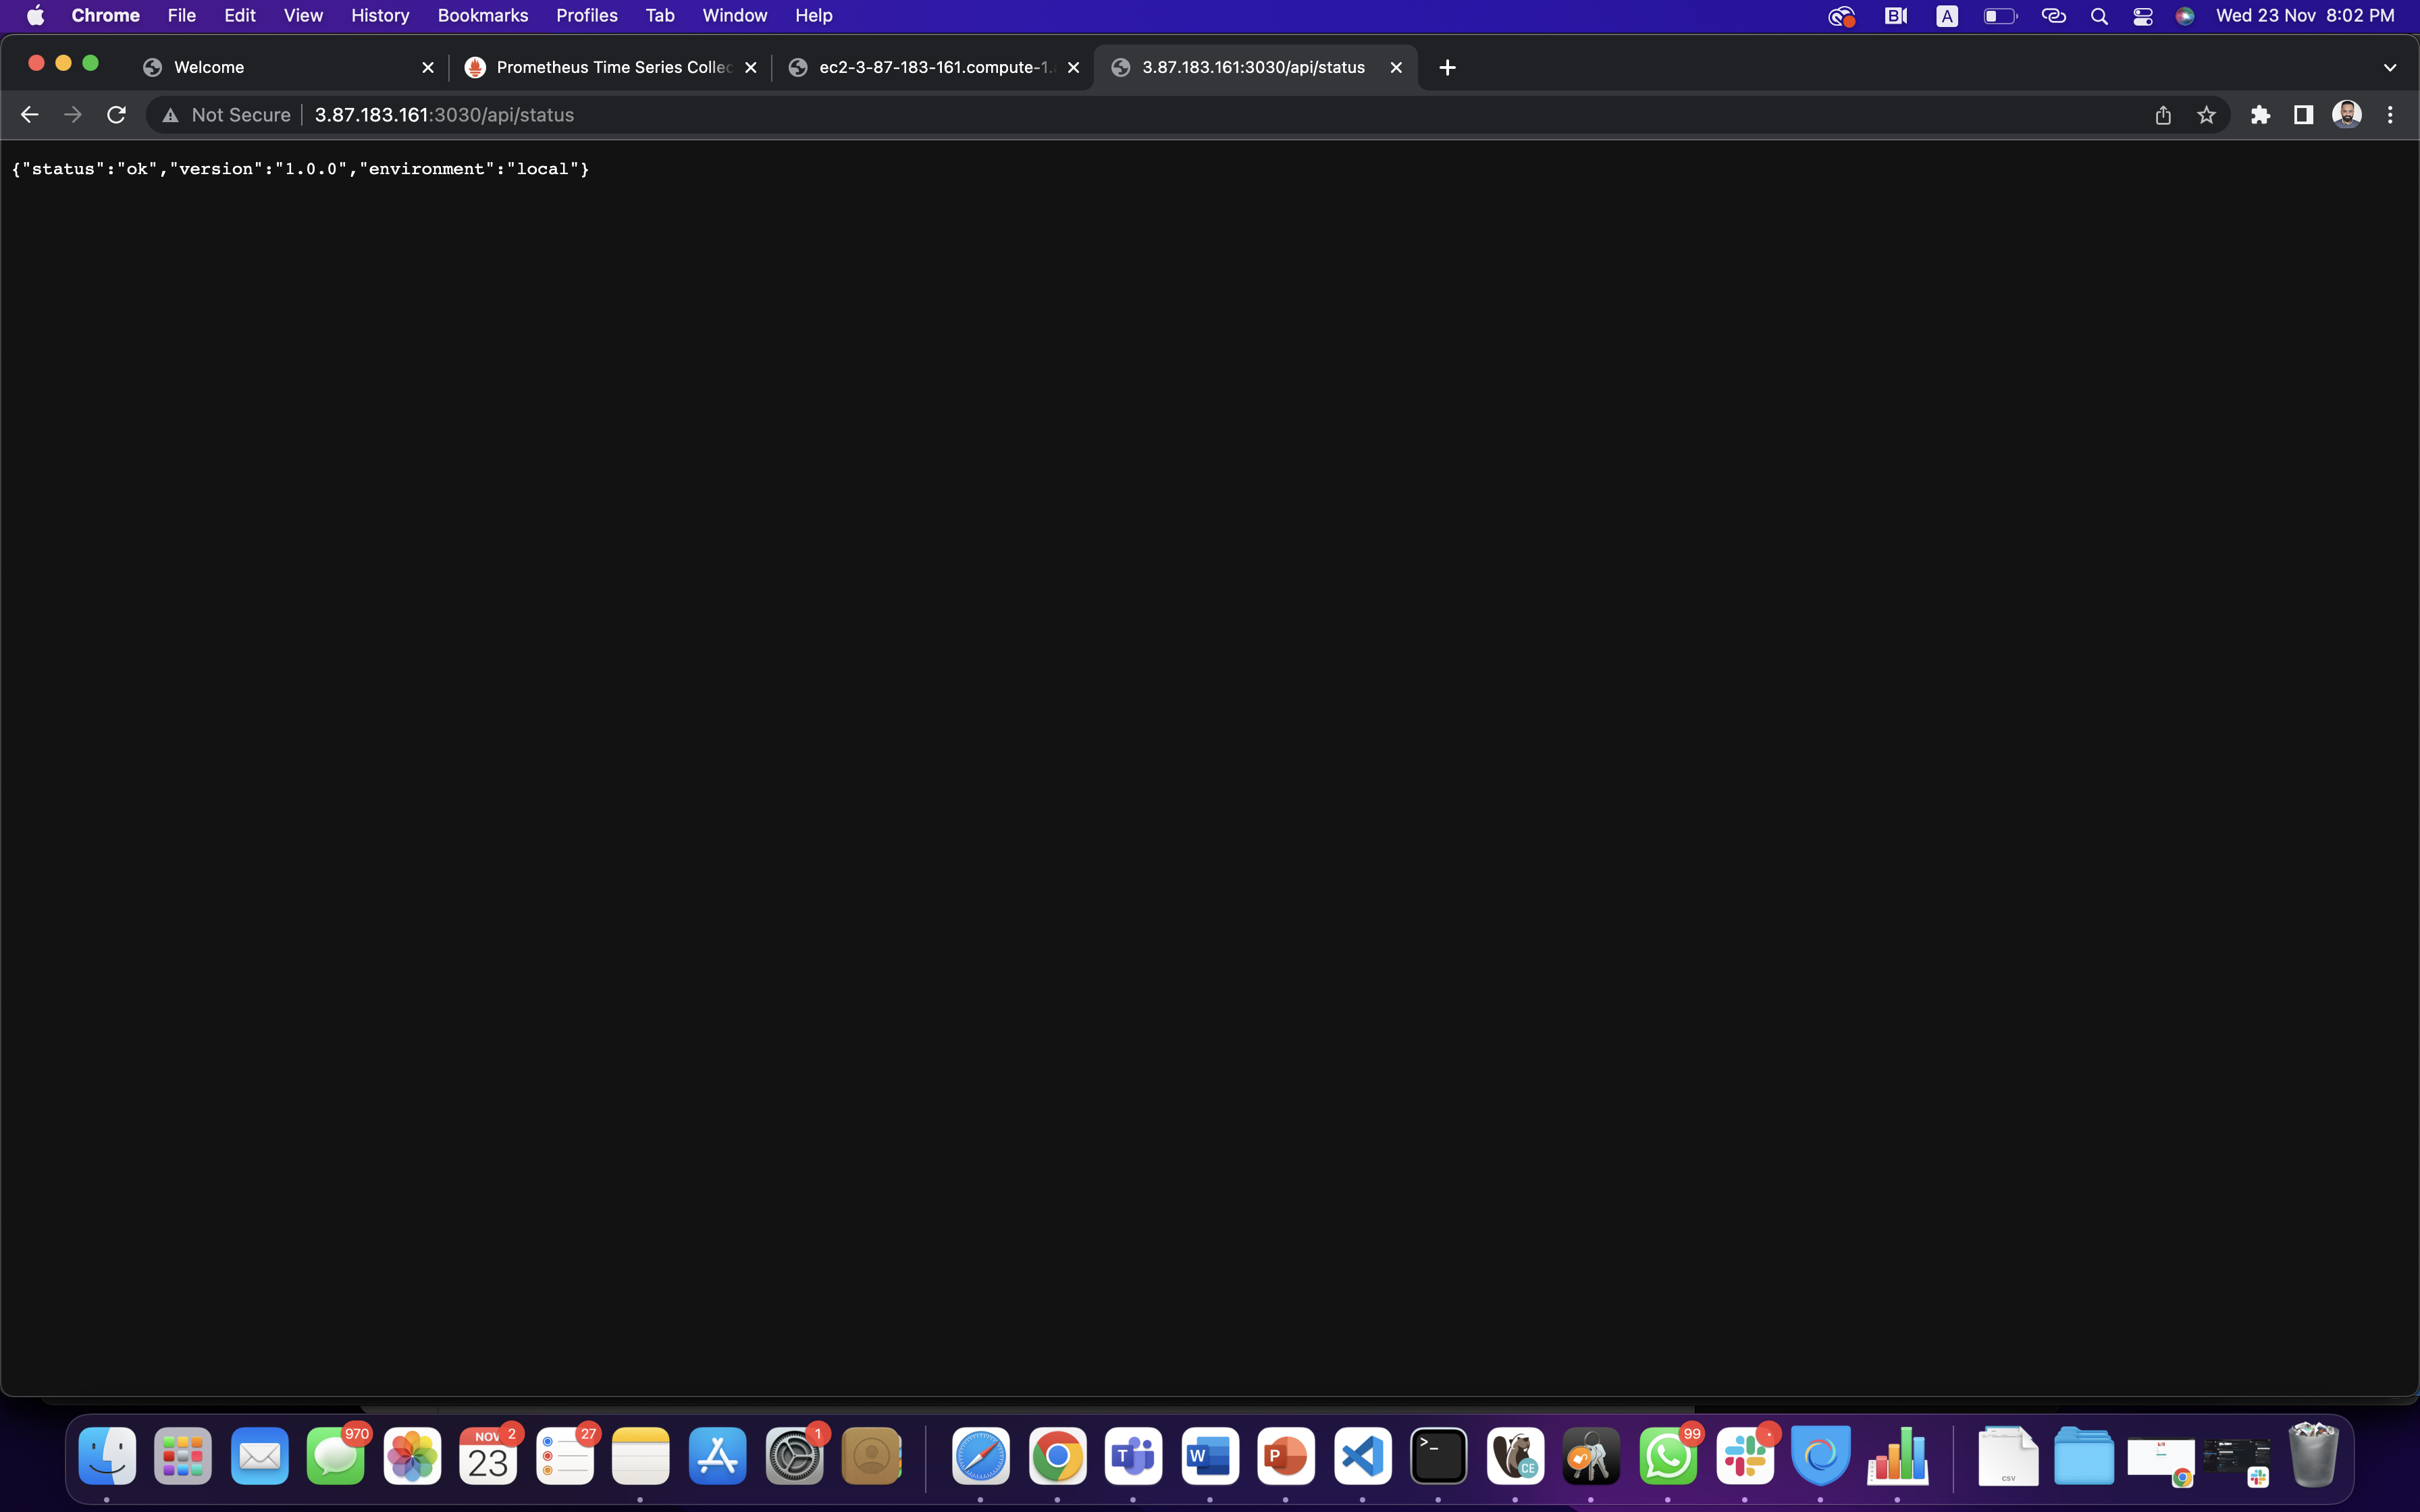 Chrome File Edit View History Bookmarks Profiles Tab Window Help A Wed 23 Nov 8:02 PM
Welcome Prometheus Time Series Collec ec2-3-87-183-161.compute-1. 3.87.183.161:3030/api/status
Not Secure 3.87.183.161:3030/api/status
{"status":"ok","version":"1.0.0","environment":"local"}
970 NOV 2 27 1 99
23 T W P >_ CE CSV